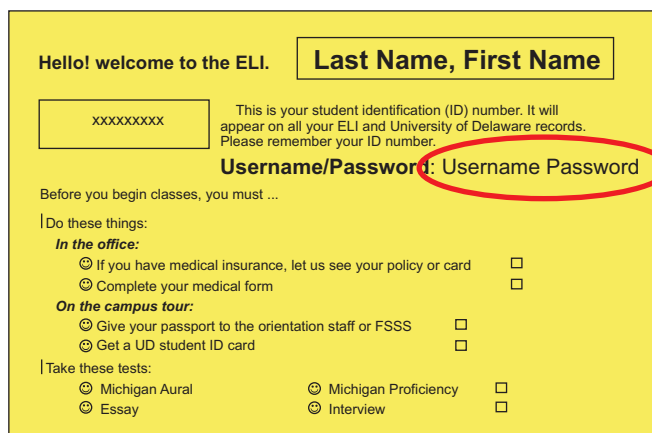 Hello! welcome to the ELI. Last Name, First Name
xxxxxxxxx
This is your student identification (ID) number. It will
appear on all your ELI and University of Delaware records.
Please remember your ID number.
Username/Password: Username Password
Before you begin classes, you must ...
Do these things:
In the office:
☺ If you have medical insurance, let us see your policy or card ☐
☺ Complete your medical form ☐
On the campus tour:
☺ Give your passport to the orientation staff or FSSS ☐
☺ Get a UD student ID card ☐
Take these tests:
☺ Michigan Aural ☺ Michigan Proficiency ☐
☺ Essay ☺ Interview ☐